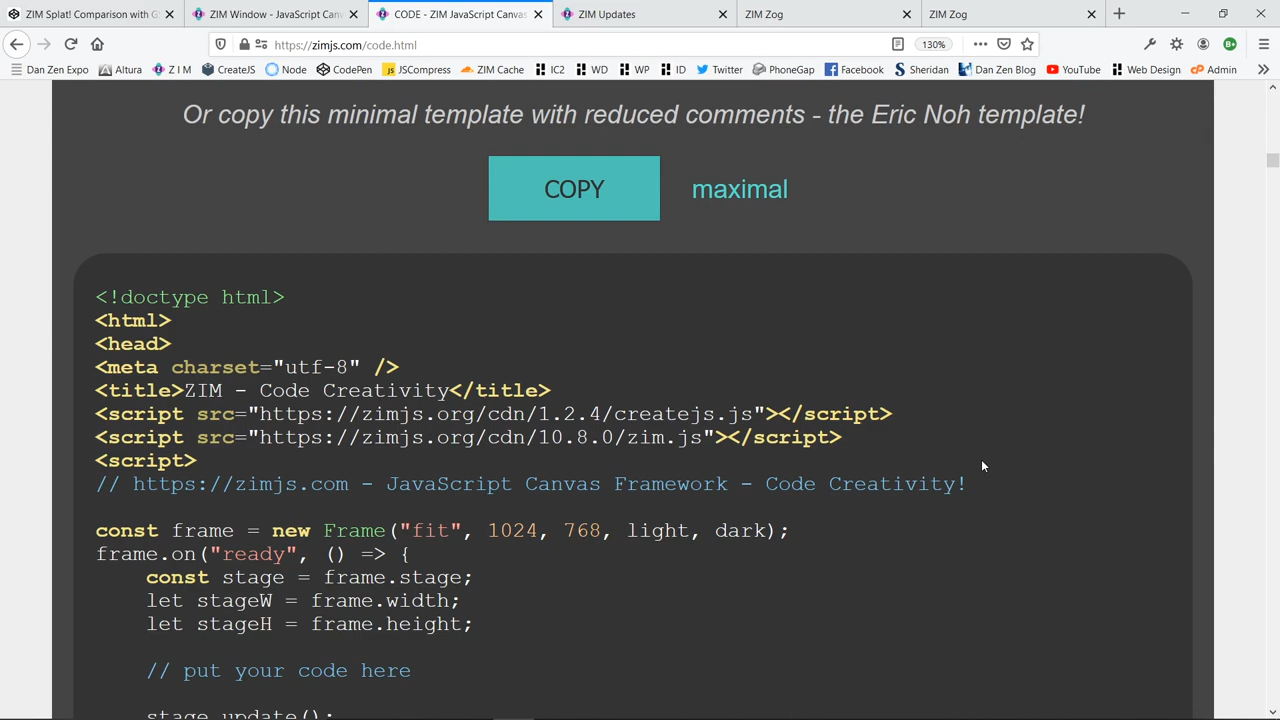 ZIM Splat! Comparison with G
ZIM Window - JavaScript Canv
CODE - ZIM JavaScript Canvas
ZIM Updates
ZIM Zog
ZIM Zog
https://zimjs.com/code.html
130%
Dan Zen Expo
Altura
Z I M
CreateJS
Node
CodePen
JSCompress
ZIM Cache
IC2
WD
WP
ID
Twitter
PhoneGap
Facebook
Sheridan
Dan Zen Blog
YouTube
Web Design
Admin
Or copy this minimal template with reduced comments - the Eric Noh template!
COPY
maximal
<!doctype html>
<html>
<head>
<meta charset="utf-8" />
<title>ZIM - Code Creativity</title>
<script src="https://zimjs.org/cdn/1.2.4/createjs.js"></script>
<script src="https://zimjs.org/cdn/10.8.0/zim.js"></script>
<script>
// https://zimjs.com - JavaScript Canvas Framework - Code Creativity!
const frame = new Frame("fit", 1024, 768, light, dark);
frame.on("ready", () => {
const stage = frame.stage;
let stageW = frame.width;
let stageH = frame.height;
// put your code here
stage.update();